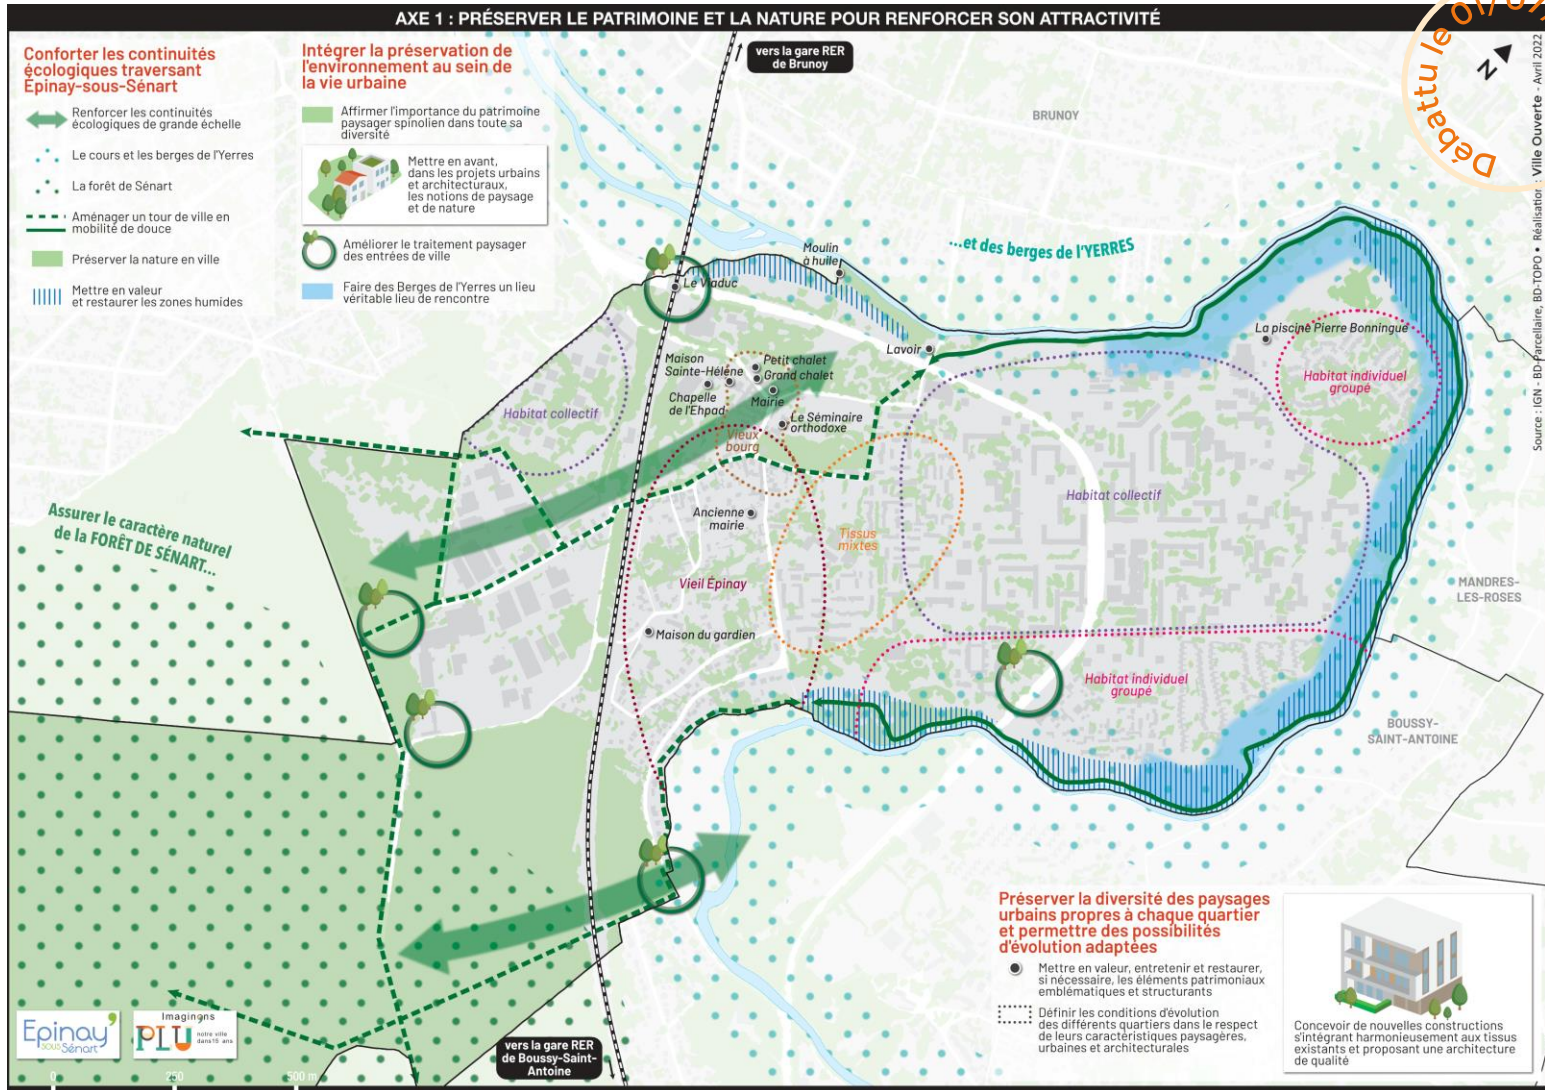 AXE 1 : PRÉSERVER LE PATRIMOINE ET LA NATURE POUR RENFORCER SON ATTRACTIVITÉ
Conforter les continuités
écologiques traversant
Épinay-sous-Sénart
Renforcer les continuités
écologiques de grande échelle
Le cours et les berges de l'Yerres
La forêt de Sénart
Aménager un tour de ville en
mobilité de douce
Préserver la nature en ville
Mettre en valeur
et restaurer les zones humides
Intégrer la préservation de
l'environnement au sein de
la vie urbaine
Affirmer l'importance du patrimoine
paysager spinolien dans toute sa
diversité
Mettre en avant,
dans les projets urbains
et architecturaux,
les notions de paysage
et de nature
Améliorer le traitement paysager
des entrées de ville
Faire des Berges de l'Yerres un lieu
véritable lieu de rencontre
vers la gare RER
de Brunoy
BRUNOY
N
Débattu le
Source : IGN - BD-Parcellaire, BD-TOPO • Réalisation : Ville Ouverte - Avril 2022
...et des berges de l'YERRES
Moulin
à huile
Le Viaduc
Lavoir
La piscine Pierre Bonningue
Habitat individuel
groupé
Maison
Sainte-Hélène
Petit chalet
Grand chalet
Chapelle
de l'Ehpad
Mairie
Le Séminaire
orthodoxe
Habitat collectif
Vieux
bourg
Ancienne
mairie
Tissus
mixtes
Habitat collectif
Assurer le caractère naturel
de la FORÊT DE SÉNART...
Vieil Épinay
Maison du gardien
MANDRES-
LES-ROSES
Habitat individuel
groupé
BOUSSY-
SAINT-ANTOINE
Préserver la diversité des paysages
urbains propres à chaque quartier
et permettre des possibilités
d'évolution adaptées
Mettre en valeur, entretenir et restaurer,
si nécessaire, les éléments patrimoniaux
emblématiques et structurants
Définir les conditions d'évolution
des différents quartiers dans le respect
de leurs caractéristiques paysagères,
urbaines et architecturales
Concevoir de nouvelles constructions
s'intégrant harmonieusement aux tissus
existants et proposant une architecture
de qualité
Epinay
sous Sénart
Imaginons
PLU
notre ville
dans 15 ans
vers la gare RER
de Boussy-Saint-
Antoine
0 250 500 m